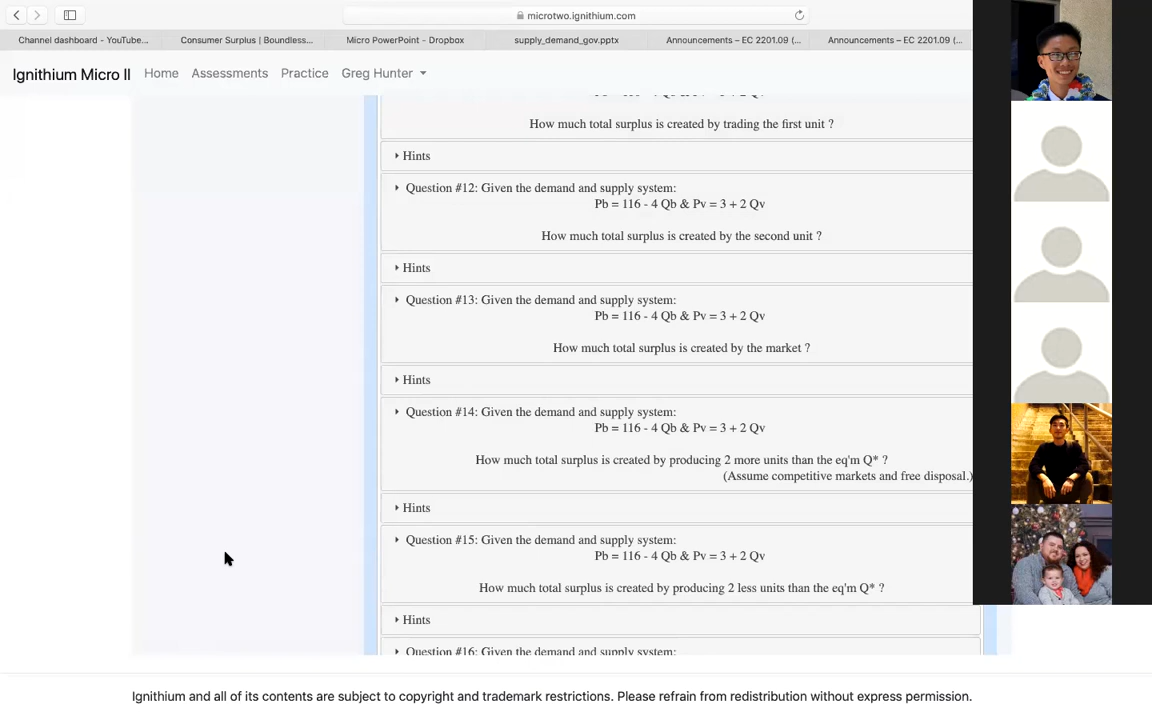 microtwo.ignithium.com
Channel dashboard - YouTube... Consumer Surplus | Boundless... Micro PowerPoint - Dropbox supply_demand_gov.pptx Announcements – EC 2201.09 (... Announcements – EC 2201.09 (...
Ignithium Micro II Home Assessments Practice Greg Hunter
How much total surplus is created by trading the first unit ?
Hints
Question #12: Given the demand and supply system:
Pb = 116 - 4 Qb & Pv = 3 + 2 Qv
How much total surplus is created by the second unit ?
Hints
Question #13: Given the demand and supply system:
Pb = 116 - 4 Qb & Pv = 3 + 2 Qv
How much total surplus is created by the market ?
Hints
Question #14: Given the demand and supply system:
Pb = 116 - 4 Qb & Pv = 3 + 2 Qv
How much total surplus is created by producing 2 more units than the eq'm Q* ?
(Assume competitive markets and free disposal.)
Hints
Question #15: Given the demand and supply system:
Pb = 116 - 4 Qb & Pv = 3 + 2 Qv
How much total surplus is created by producing 2 less units than the eq'm Q* ?
Hints
Question #16: Given the demand and supply system:
Ignithium and all of its contents are subject to copyright and trademark restrictions. Please refrain from redistribution without express permission.